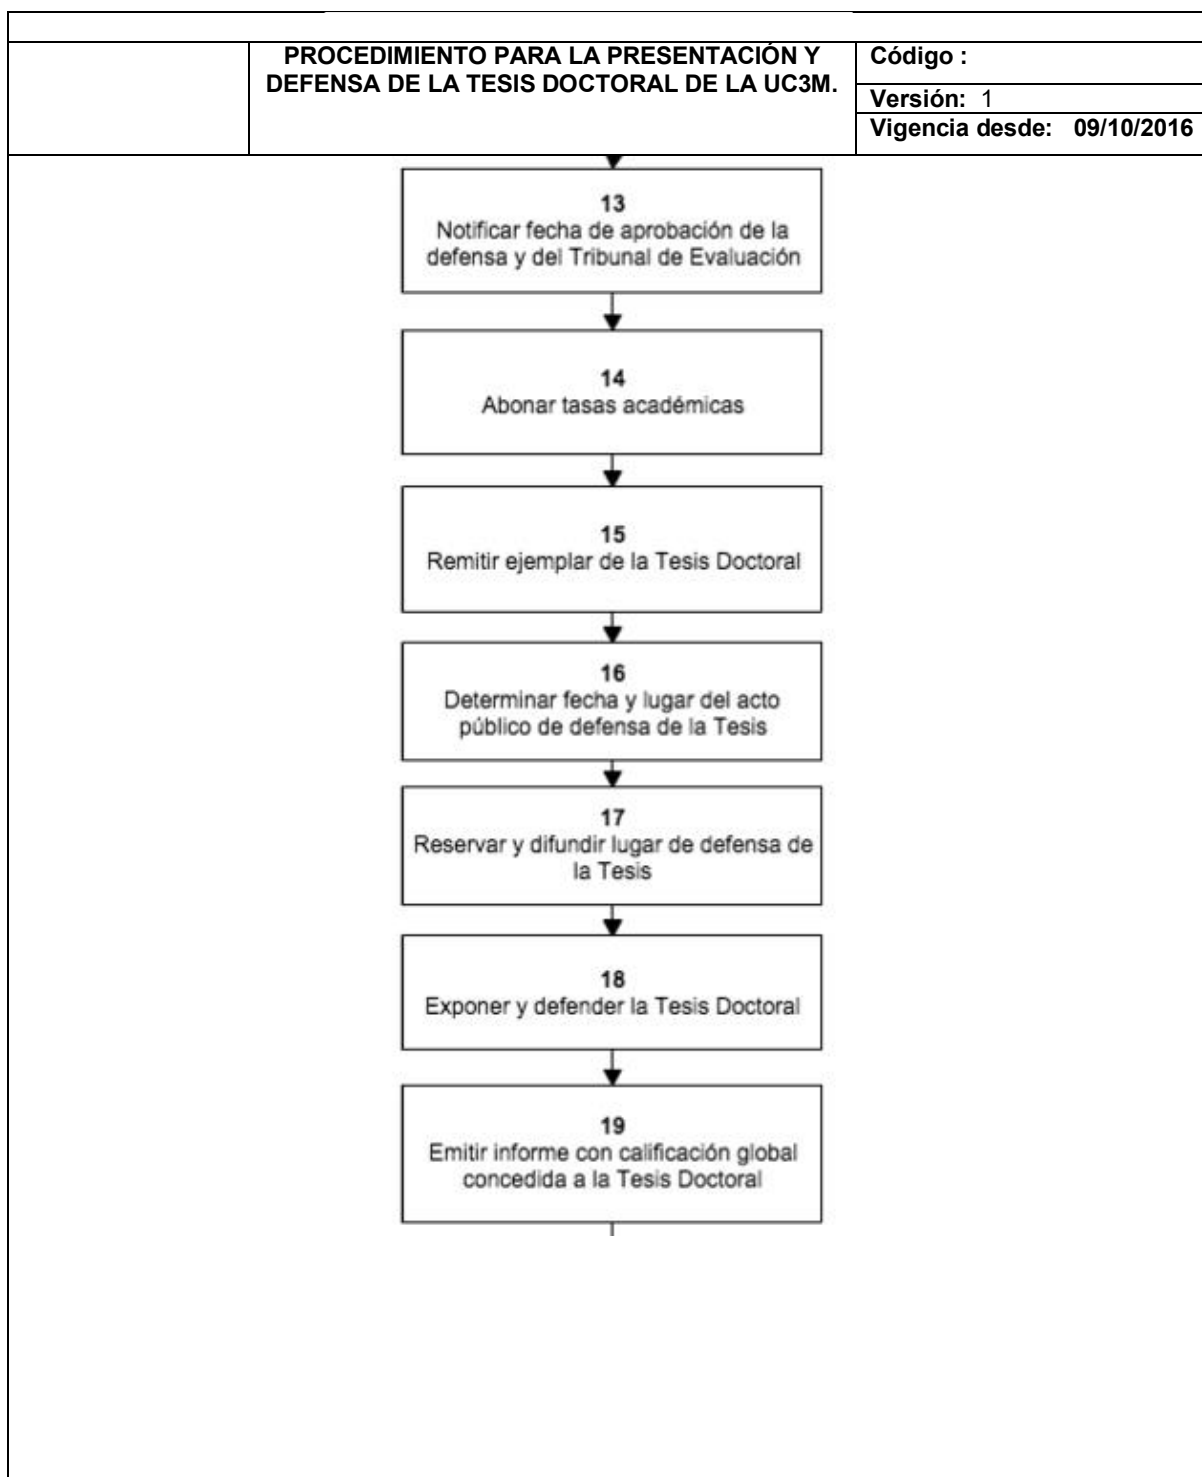 PROCEDIMIENTO PARA LA PRESENTACIÓN Y
DEFENSA DE LA TESIS DOCTORAL DE LA UC3M.
Código :
Versión: 1
Vigencia desde: 09/10/2016
13
Notificar fecha de aprobación de la
defensa y del Tribunal de Evaluación
14
Abonar tasas académicas
15
Remitir ejemplar de la Tesis Doctoral
16
Determinar fecha y lugar del acto
público de defensa de la Tesis
17
Reservar y difundir lugar de defensa de
la Tesis
18
Exponer y defender la Tesis Doctoral
19
Emitir informe con calificación global
concedida a la Tesis Doctoral